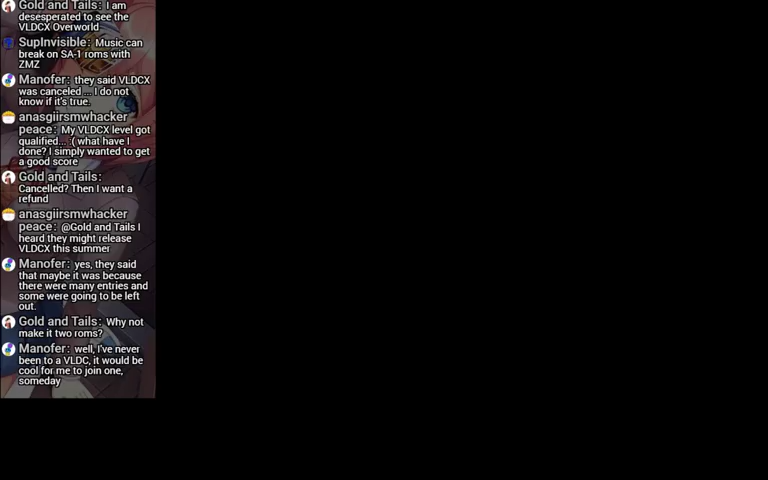 Gold and Tails: I am
desesperated to see the
VLDCX Overworld
SupInvisible: Music can
break on SA-1 roms with
ZMZ
Manofer: they said VLDCX
was canceled ... I do not
know if it's true.
anasgiirsmwhacker
peace: My VLDCX level got
qualified... :( what have I
done? I simply wanted to get
a good score
Gold and Tails:
Cancelled? Then I want a
refund
anasgiirsmwhacker
peace: @Gold and Tails I
heard they might release
VLDCX this summer
Manofer: yes, they said
that maybe it was because
there were many entries and
some were going to be left
out.
Gold and Tails: Why not
make it two roms?
Manofer: well, I've never
been to a VLDC, it would be
cool for me to join one,
someday